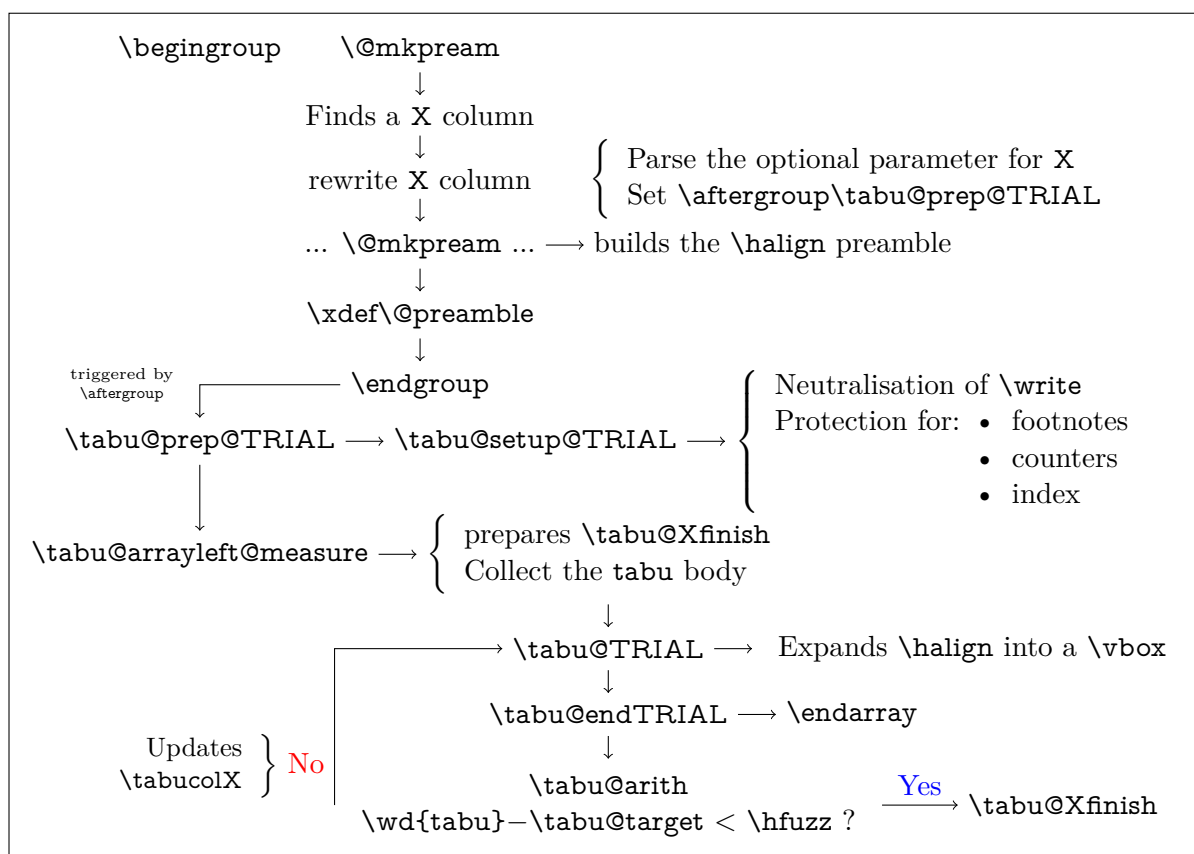 \begingroup \@mkpream
Finds a X column
rewrite X column
Parse the optional parameter for X
Set \aftergroup\tabu@prep@TRIAL
... \@mkpream ... builds the \halign preamble
\xdef\@preamble
triggered by
\aftergroup
\endgroup
\tabu@prep@TRIAL \tabu@setup@TRIAL
Neutralisation of \write
Protection for: • footnotes
• counters
• index
\tabu@arrayleft@measure
prepares \tabu@Xfinish
Collect the tabu body
\tabu@TRIAL Expands \halign into a \vbox
\tabu@endTRIAL \endarray
Updates
\tabucolX
No
\tabu@arith
\wd{tabu}−\tabu@target < \hfuzz ?
Yes
\tabu@Xfinish